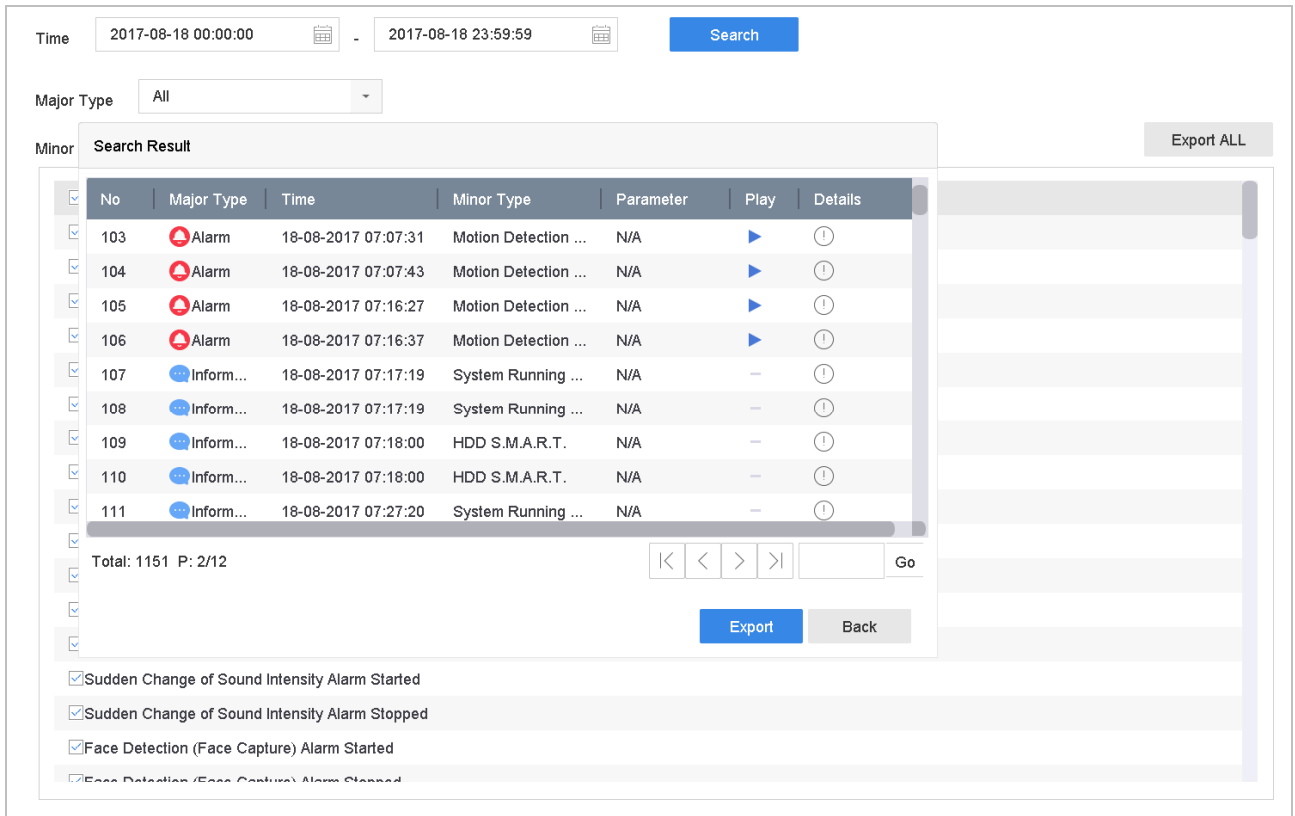 Time 2017-08-18 00:00:00 - 2017-08-18 23:59:59 Search
Major Type All
Minor Export ALL
Search Result
No Major Type Time Minor Type Parameter Play Details
103 Alarm 18-08-2017 07:07:31 Motion Detection ... N/A
104 Alarm 18-08-2017 07:07:43 Motion Detection ... N/A
105 Alarm 18-08-2017 07:16:27 Motion Detection ... N/A
106 Alarm 18-08-2017 07:16:37 Motion Detection ... N/A
107 Inform... 18-08-2017 07:17:19 System Running ... N/A –
108 Inform... 18-08-2017 07:17:19 System Running ... N/A –
109 Inform... 18-08-2017 07:18:00 HDD S.M.A.R.T. N/A –
110 Inform... 18-08-2017 07:18:00 HDD S.M.A.R.T. N/A –
111 Inform... 18-08-2017 07:27:20 System Running ... N/A –
Total: 1151 P: 2/12 Go
Export Back
Sudden Change of Sound Intensity Alarm Started
Sudden Change of Sound Intensity Alarm Stopped
Face Detection (Face Capture) Alarm Started
Face Detection (Face Capture) Alarm Stopped